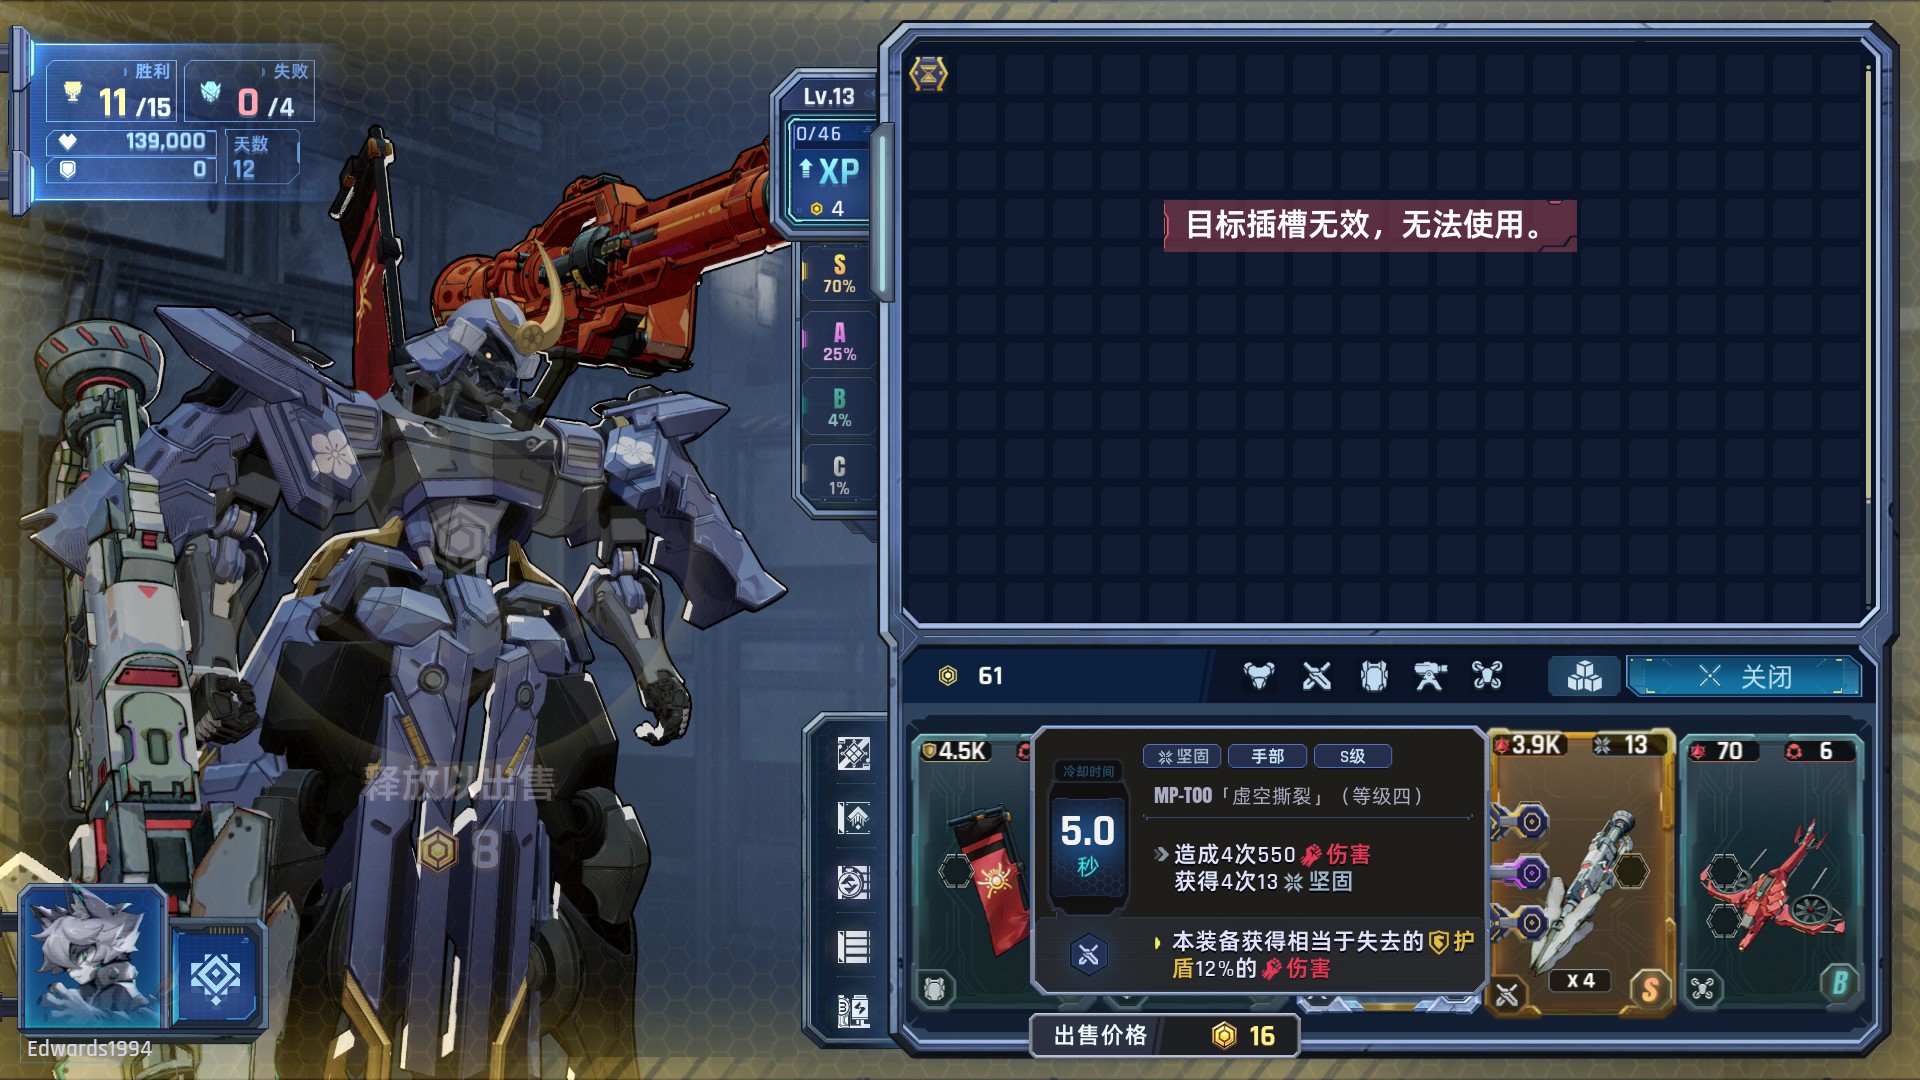 胜利
11 /15
失败
0 /4
139,000
0
天数
12
Lv.13
0/46
XP
4
S
70%
A
25%
B
4%
C
1%
目标插槽无效，无法使用。
61
关闭
释放以出售
8
4.5K
坚固
手部
S级
冷却时间
5.0
秒
MP-T00「虚空撕裂」（等级四）
造成4次550伤害
获得4次13坚固
本装备获得相当于失去的护
盾12%的伤害
3.9K
13
x4
S
70
6
B
出售价格
16
Edwards1994